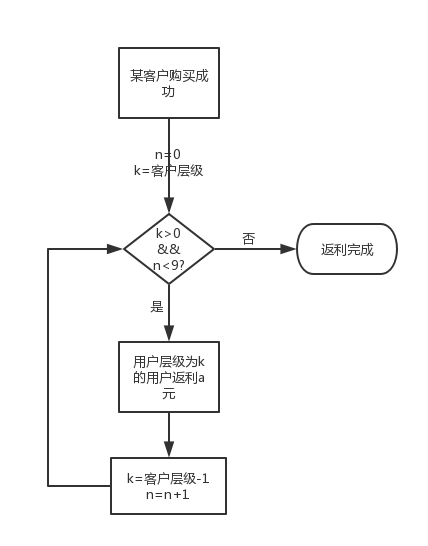 某客户购买成
功
n=0
k=客户层级
k>0
&&
n<9?
否
返利完成
是
用户层级为k
的用户返利a
元
k=客户层级-1
n=n+1